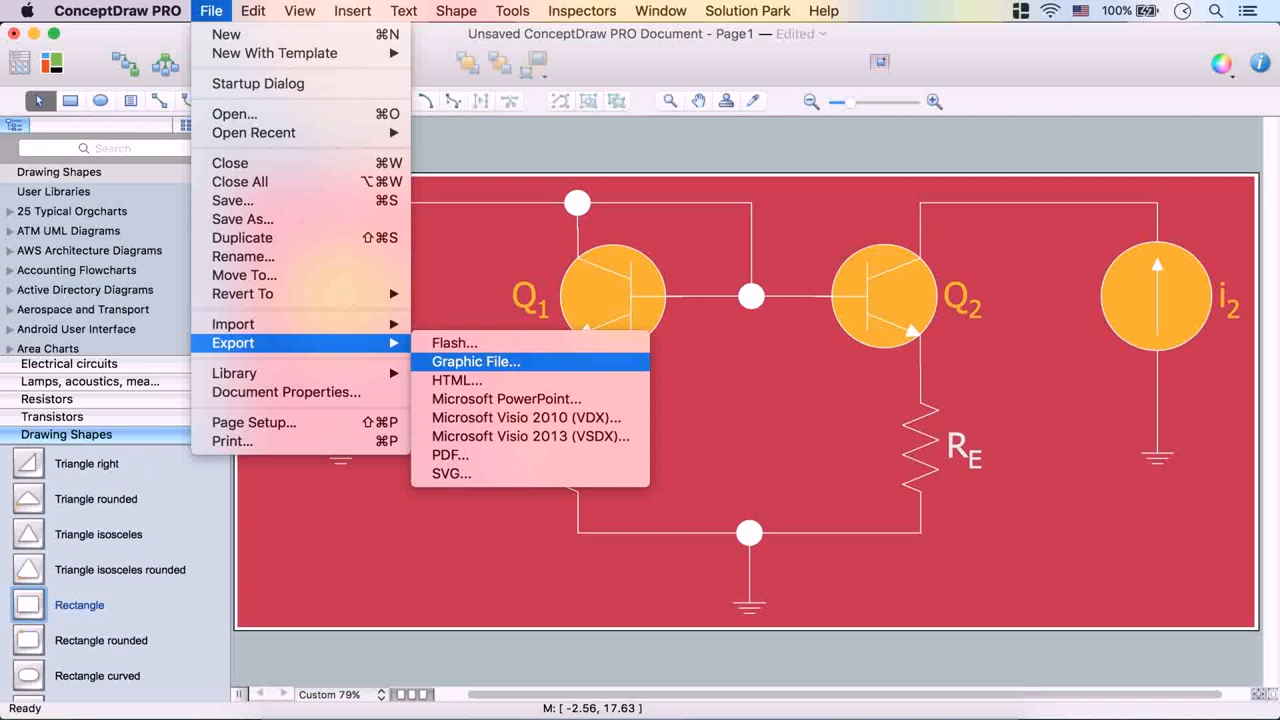 ConceptDraw PRO File Edit View Insert Text Shape Tools Inspectors Window Solution Park Help 100%
Unsaved ConceptDraw PRO Document - Page1 — Edited
New ⌘N
New With Template
Startup Dialog
Open... ⌘O
Open Recent
Close ⌘W
Close All ⌥⌘W
Save... ⌘S
Save As...
Duplicate ⇧⌘S
Rename...
Move To...
Revert To
Import
Export
Library
Document Properties...
Page Setup... ⇧⌘P
Print... ⌘P
Flash...
Graphic File...
HTML...
Microsoft PowerPoint...
Microsoft Visio 2010 (VDX)...
Microsoft Visio 2013 (VSDX)...
PDF...
SVG...
Search
Drawing Shapes
User Libraries
25 Typical Orgcharts
ATM UML Diagrams
AWS Architecture Diagrams
Accounting Flowcharts
Active Directory Diagrams
Aerospace and Transport
Android User Interface
Area Charts
Electrical circuits
Lamps, acoustics, mea...
Resistors
Transistors
Drawing Shapes
Triangle right
Triangle rounded
Triangle isosceles
Triangle isosceles rounded
Rectangle
Rectangle rounded
Rectangle curved
Q1
Q2
i2
RE
Custom 79%
Ready M: [ -2.56, 17.63 ]